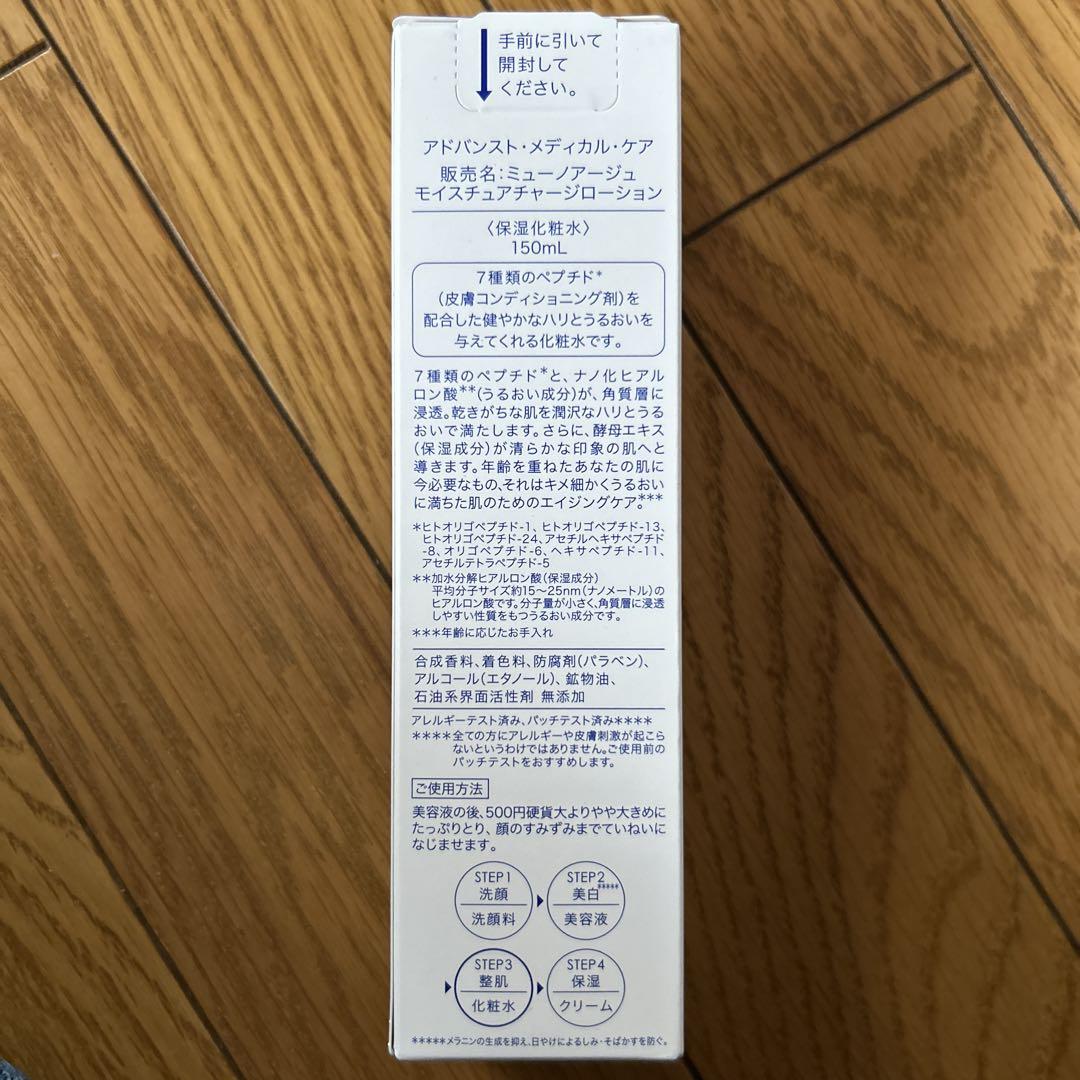 手前に引いて
開封して
ください。
アドバンスト・メディカル・ケア
販売名：ミューノアージュ
モイスチュアチャージローション
〈保湿化粧水〉
150mL
7種類のペプチド*
（皮膚コンディショニング剤）を
配合した健やかなハリとうるおいを
与えてくれる化粧水です。
7種類のペプチド*と、ナノ化ヒアル
ロン酸**（うるおい成分）が、角質層に
浸透。乾きがちな肌を潤沢なハリとうる
おいで満たします。さらに、酵母エキス
（保湿成分）が清らかな印象の肌へと
導きます。年齢を重ねたあなたの肌に
今必要なもの、それはキメ細かくうるおい
に満ちた肌のためのエイジングケア。***
*ヒトオリゴペプチド-1、ヒトオリゴペプチド-13、
ヒトオリゴペプチド-24、アセチルヘキサペプチド
-8、オリゴペプチド-6、ヘキサペプチド-11、
アセチルテトラペプチド-5
**加水分解ヒアルロン酸（保湿成分）
平均分子サイズ約15〜25nm（ナノメートル）の
ヒアルロン酸です。分子量が小さく、角質層に浸透
しやすい性質をもつうるおい成分です。
***年齢に応じたお手入れ
合成香料、着色料、防腐剤（パラベン）、
アルコール（エタノール）、鉱物油、
石油系界面活性剤 無添加
アレルギーテスト済み、パッチテスト済み****
****全ての方にアレルギーや皮膚刺激が起こら
ないというわけではありません。ご使用前の
パッチテストをおすすめします。
ご使用方法
美容液の後、500円硬貨大よりやや大きめに
たっぷりとり、顔のすみずみまでていねいに
なじませます。
STEP1
洗顔
洗顔料
STEP2
美白*****
美容液
STEP3
整肌
化粧水
STEP4
保湿
クリーム
*****メラニンの生成を抑え、日やけによるしみ・そばかすを防ぐ。